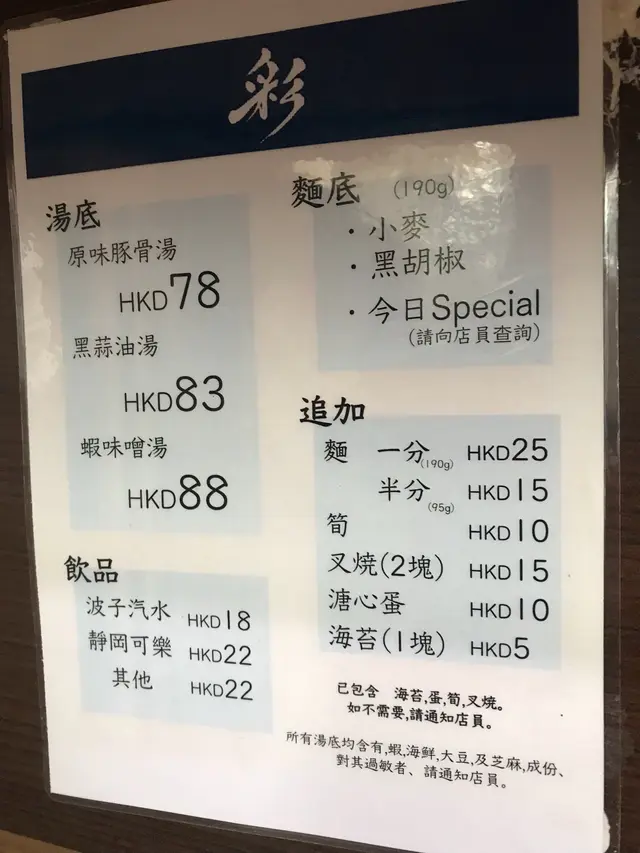 彩
湯底
原味豚骨湯
HKD78
黑蒜油湯
HKD83
蝦味噌湯
HKD88
飲品
波子汽水 HKD18
靜岡可樂 HKD22
其他 HKD22
麵底 (190g)
・小麥
・黑胡椒
・今日Special
(請向店員查詢)
追加
麵 一分(190g) HKD25
半分(95g) HKD15
筍 HKD10
叉燒(2塊) HKD15
溏心蛋 HKD10
海苔(1塊) HKD5
已包含 海苔,蛋,筍,叉燒。
如不需要,請通知店員。
所有湯底均含有,蝦,海鮮,大豆,及芝麻,成份、
對其過敏者、請通知店員。